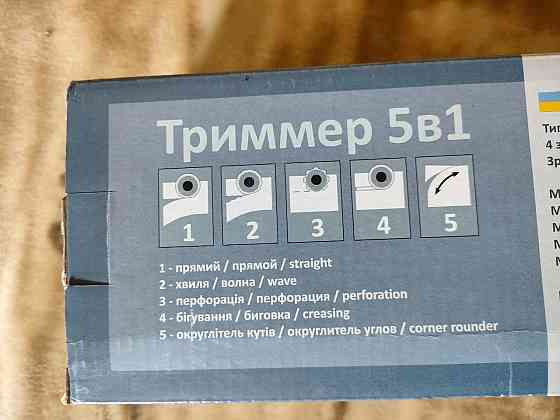 Триммер 5в1
1 2 3 4 5
1 - прямий / прямой / straight
2 - хвиля / волна / wave
3 - перфорація / перфорация / perforation
4 - бігування / биговка / creasing
5 - округлітель кутів / округлитель углов / corner rounder